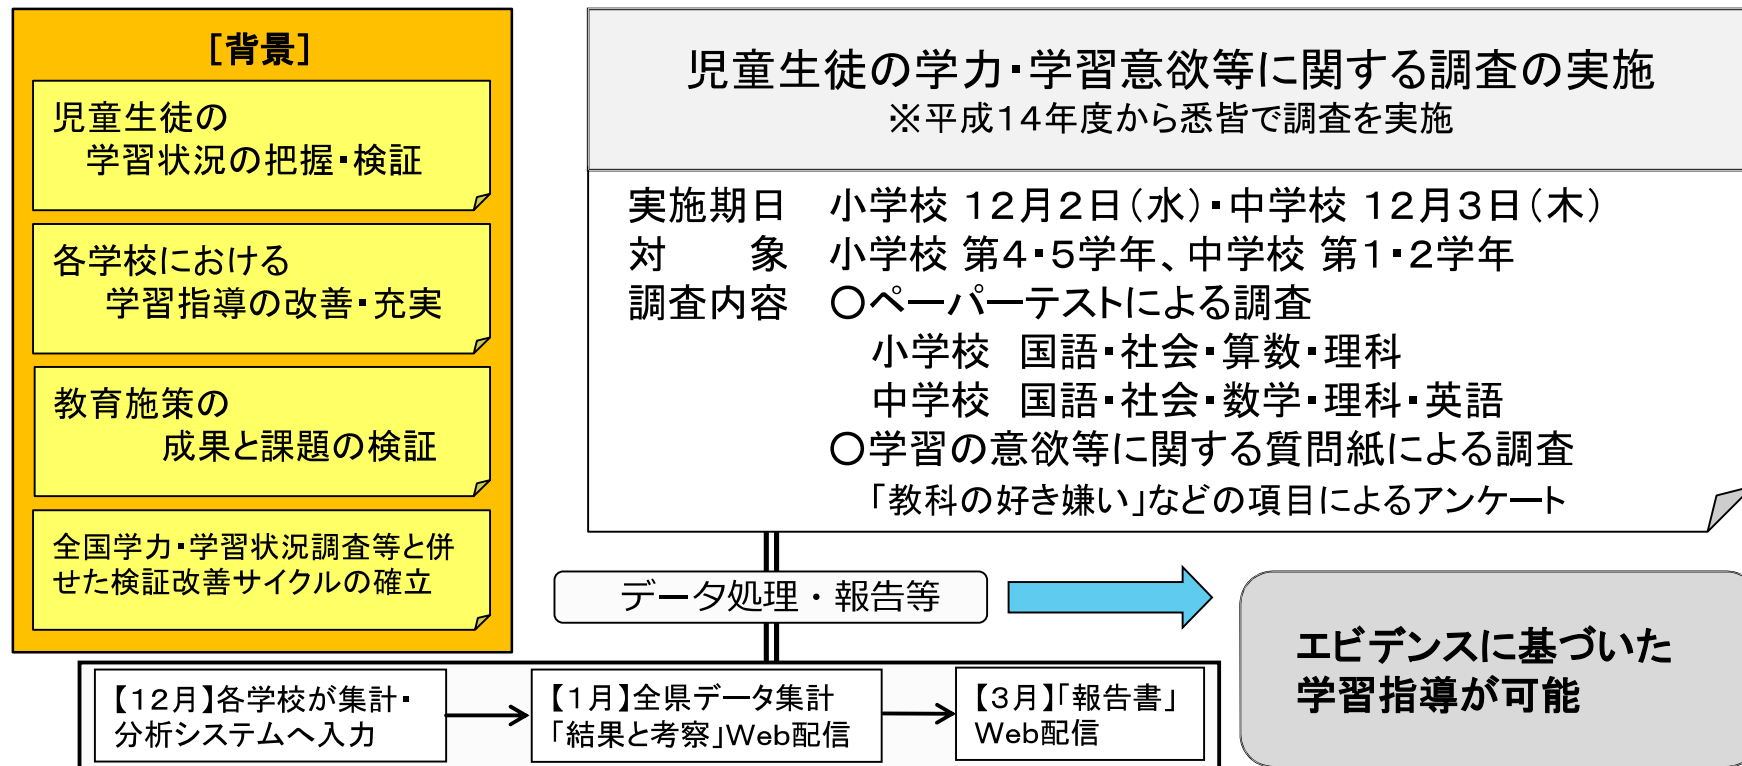 [背景]
児童生徒の
学習状況の把握・検証
各学校における
学習指導の改善・充実
教育施策の
成果と課題の検証
全国学力・学習状況調査等と併
せた検証改善サイクルの確立
児童生徒の学力・学習意欲等に関する調査の実施
※平成14年度から悉皆で調査を実施
実施期日 小学校 12月2日(水)・中学校 12月3日(木)
対　　象 小学校 第4・5学年、中学校 第1・2学年
調査内容 〇ペーパーテストによる調査
小学校 国語・社会・算数・理科
中学校 国語・社会・数学・理科・英語
〇学習の意欲等に関する質問紙による調査
「教科の好き嫌い」などの項目によるアンケート
データ処理・報告等
【12月】各学校が集計・
分析システムへ入力
【1月】全県データ集計
「結果と考察」Web配信
【3月】「報告書」
Web配信
エビデンスに基づいた
学習指導が可能